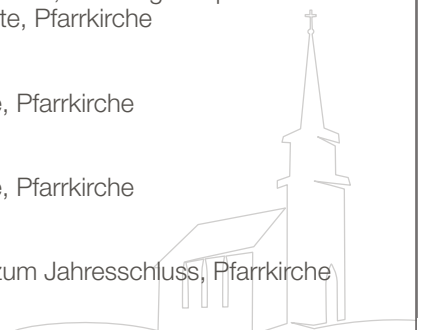 te, Pfarrkirche
, Pfarrkirche
, Pfarrkirche
zum Jahresschluss, Pfarrkirche